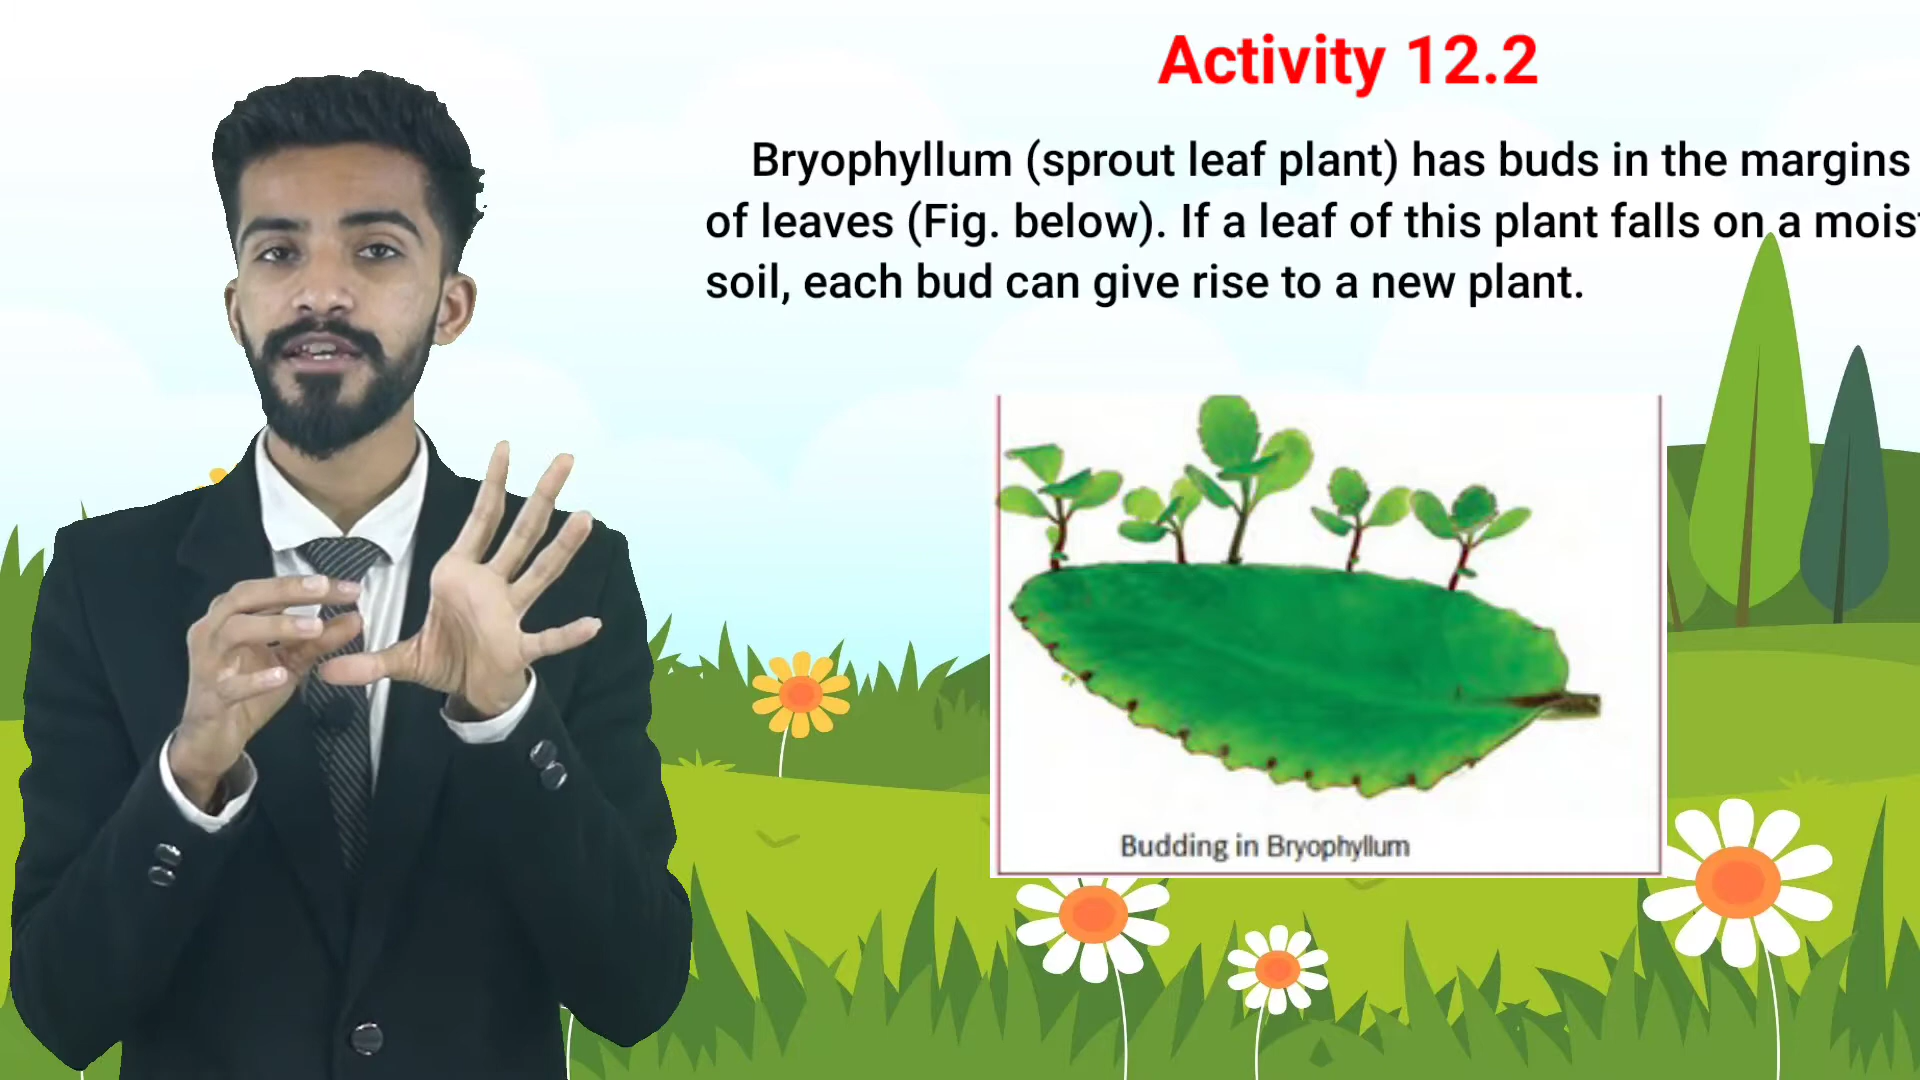 Activity 12.2
Bryophyllum (sprout leaf plant) has buds in the margins
of leaves (Fig. below). If a leaf of this plant falls on a mois
soil, each bud can give rise to a new plant.
Budding in Bryophyllum